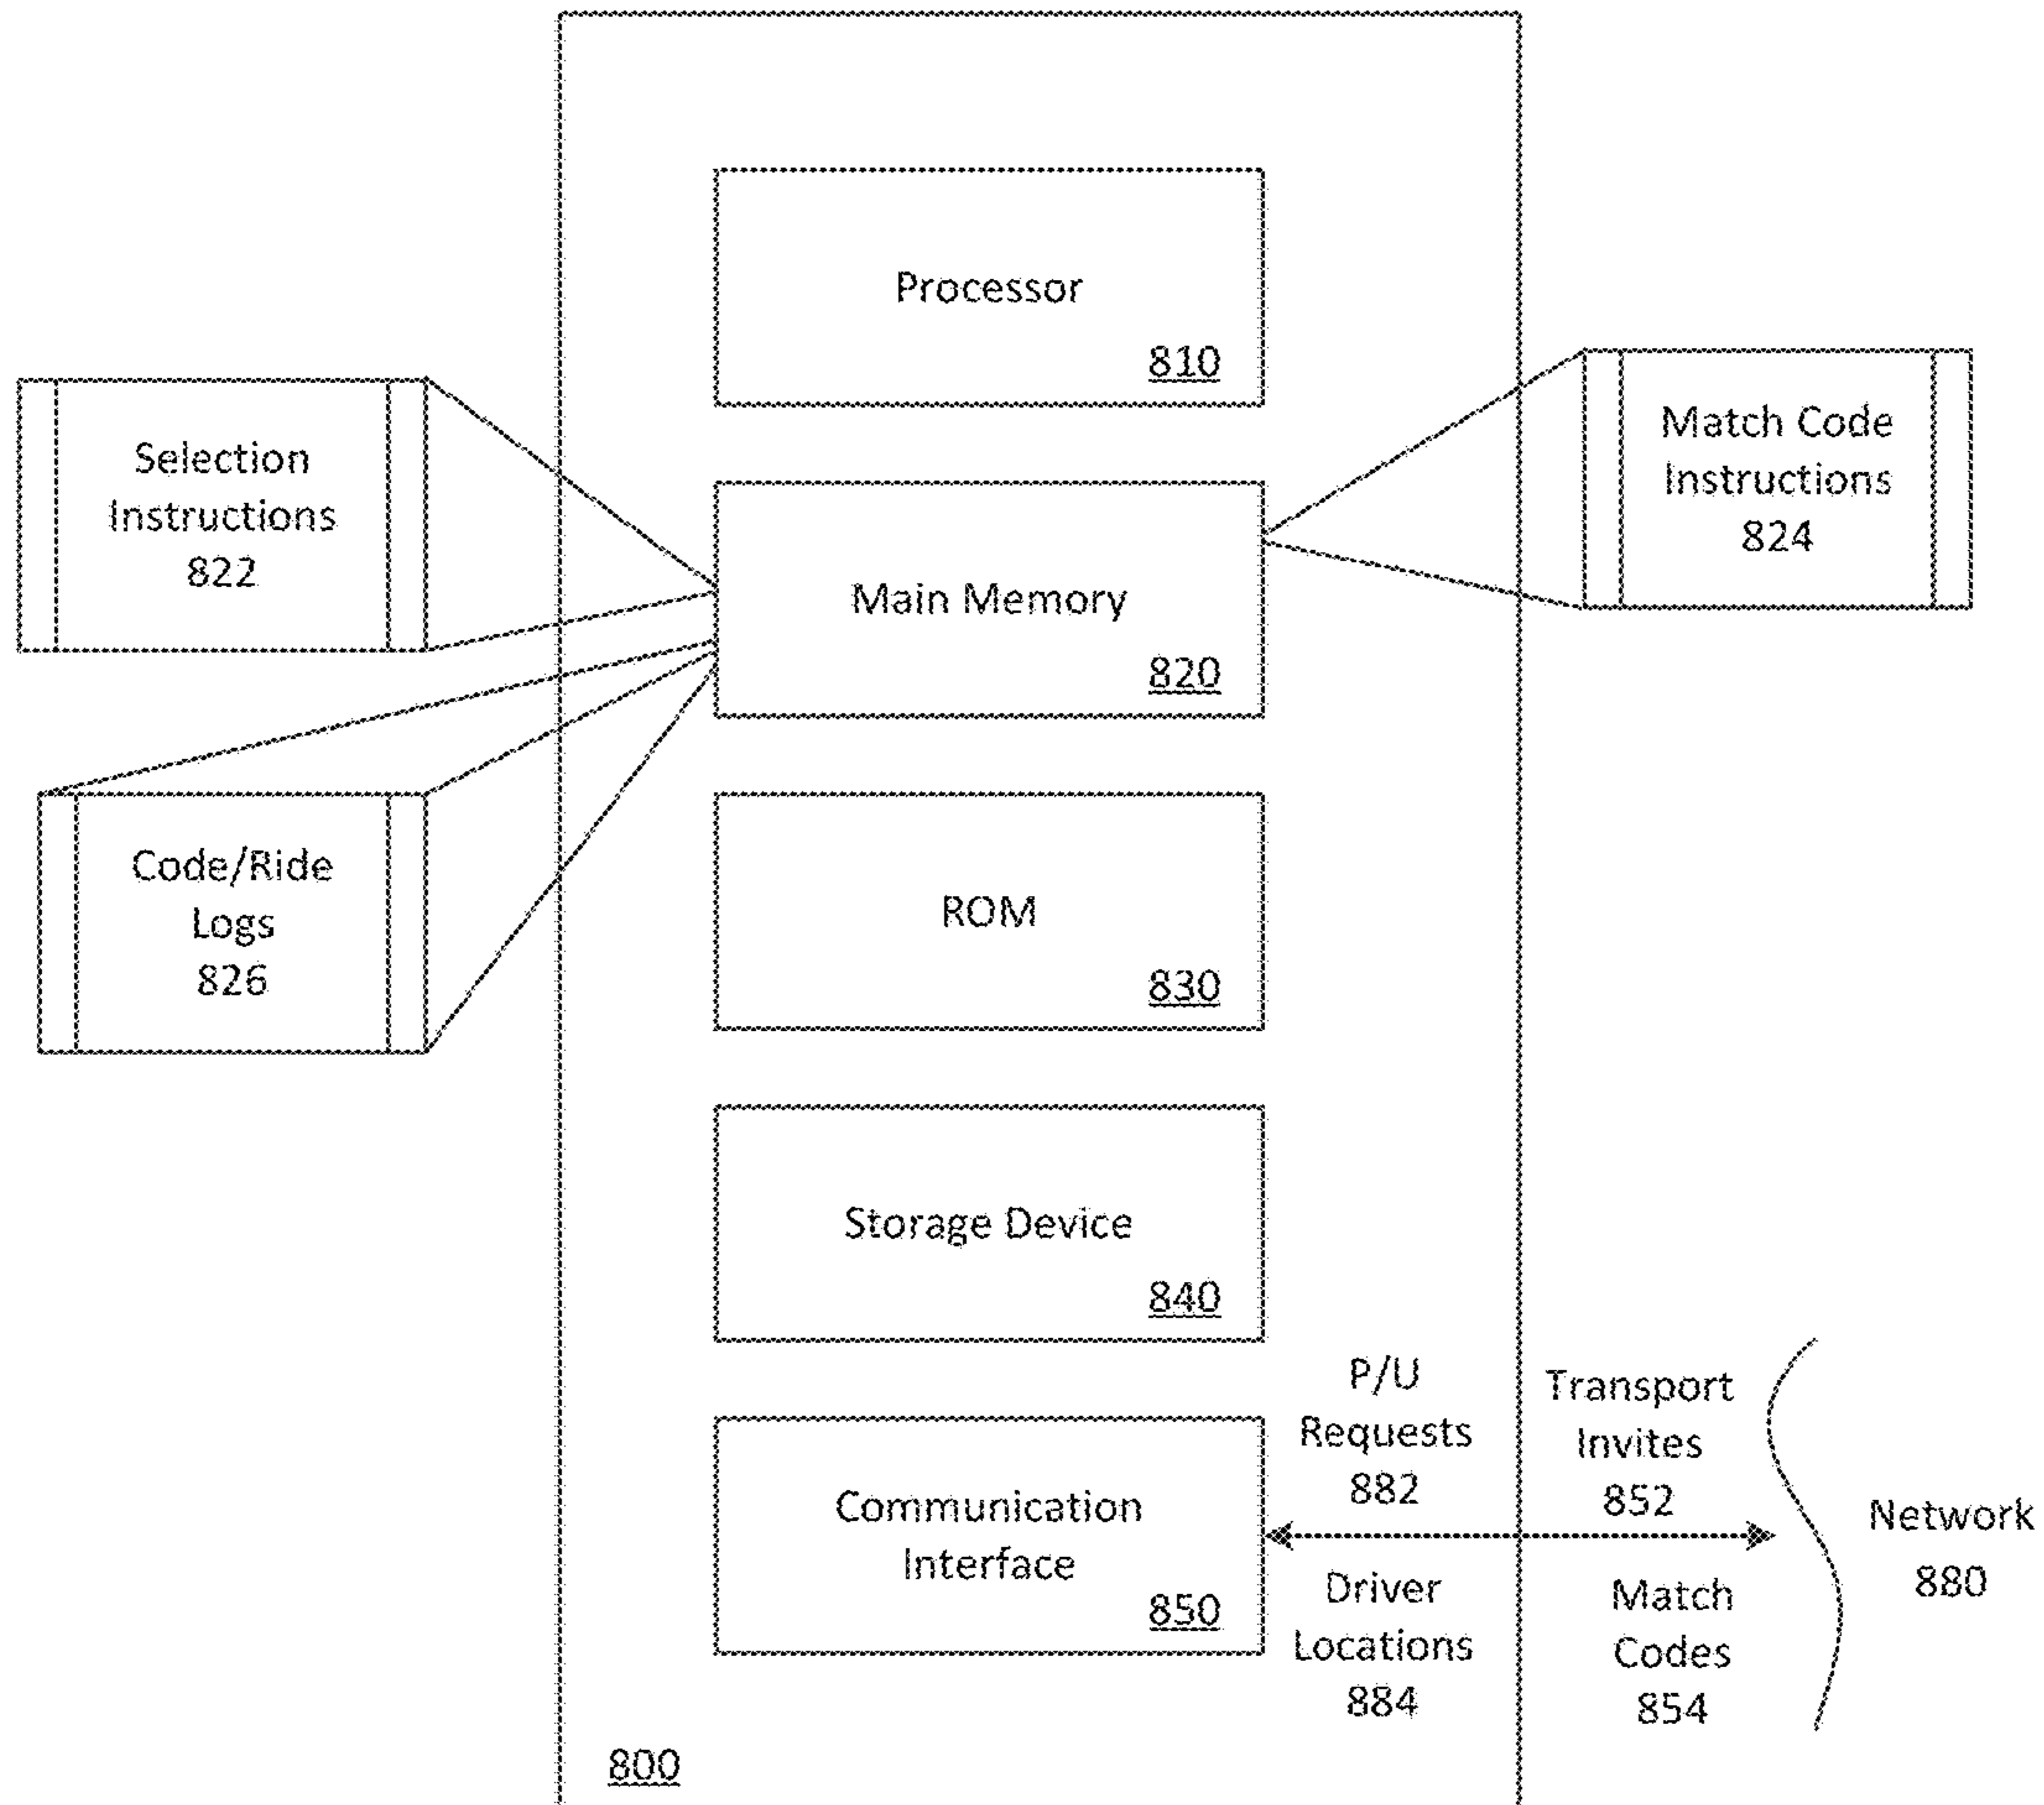 Processor
810
Selection
Instructions
822
Match Code
Instructions
824
Main Memory
820
Code/Ride
Logs
826
ROM
830
Storage Device
840
Communication
Interface
850
P/U
Requests
882
Transport
Invites
852
Driver
Locations
884
Match
Codes
854
Network
880
800